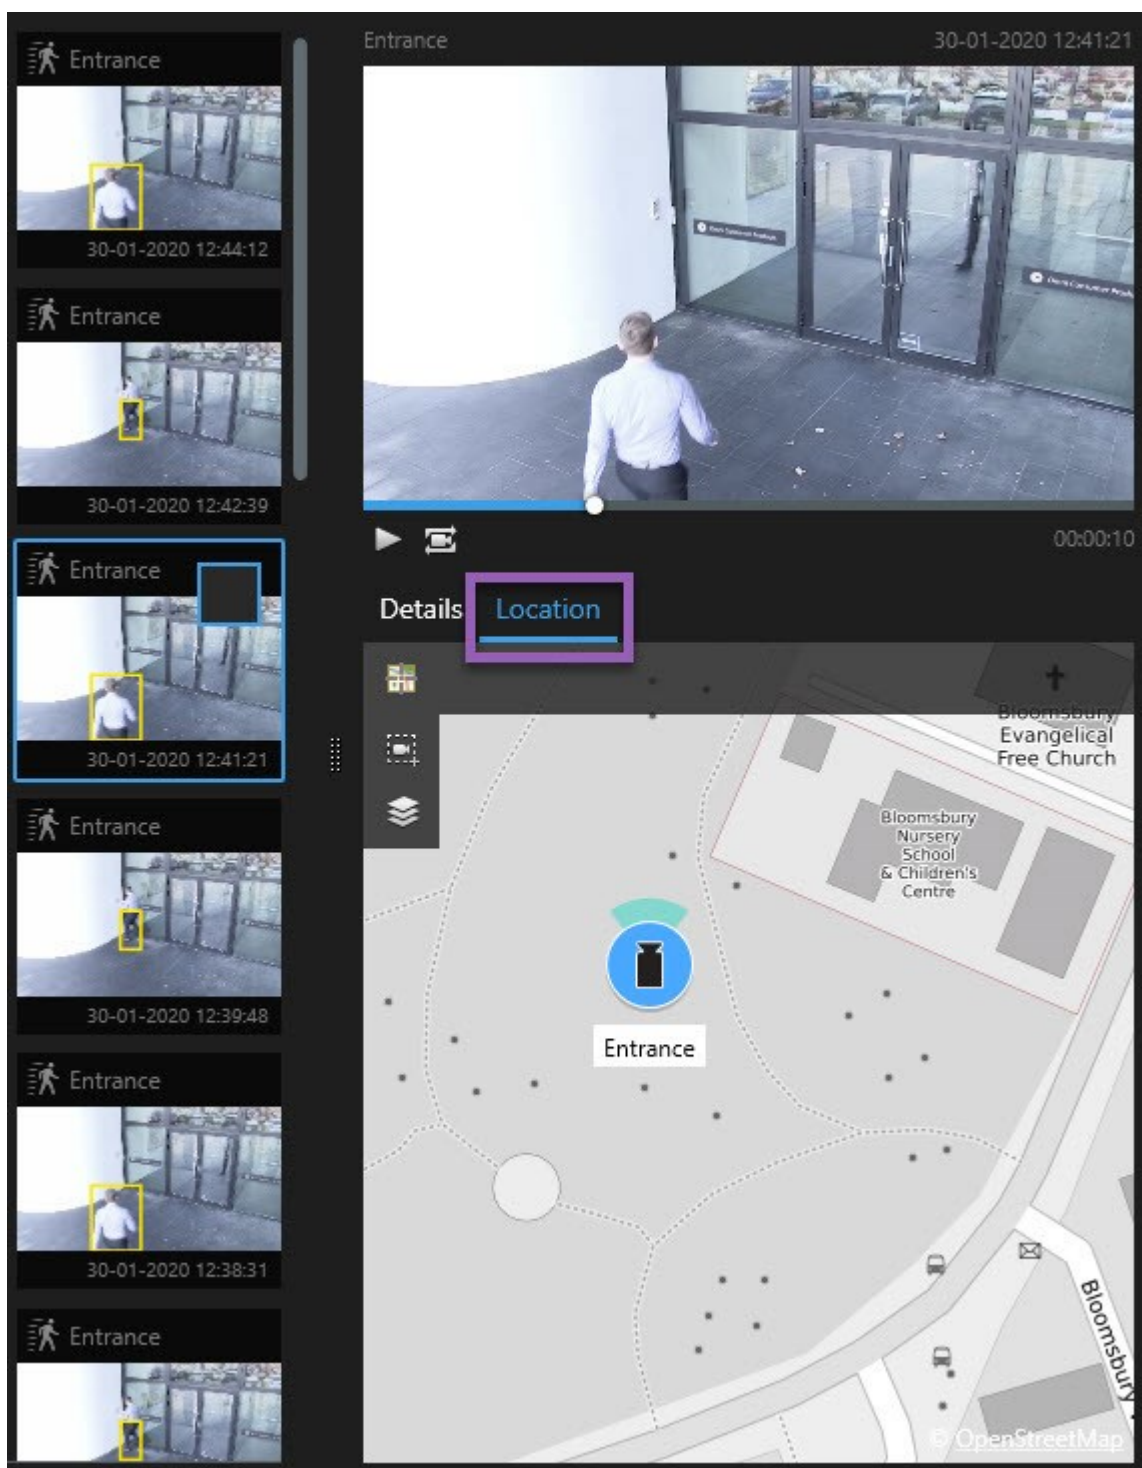 Entrance
30-01-2020 12:44:12
Entrance
30-01-2020 12:42:39
Entrance
30-01-2020 12:41:21
Entrance
30-01-2020 12:39:48
Entrance
30-01-2020 12:38:31
Entrance
Entrance
30-01-2020 12:41:21
00:00:10
Details
Location
Bloomsbury
Evangelical
Free Church
Bloomsbury
Nursery
School
& Children's
Centre
Entrance
Bloomsbury
© OpenStreetMap